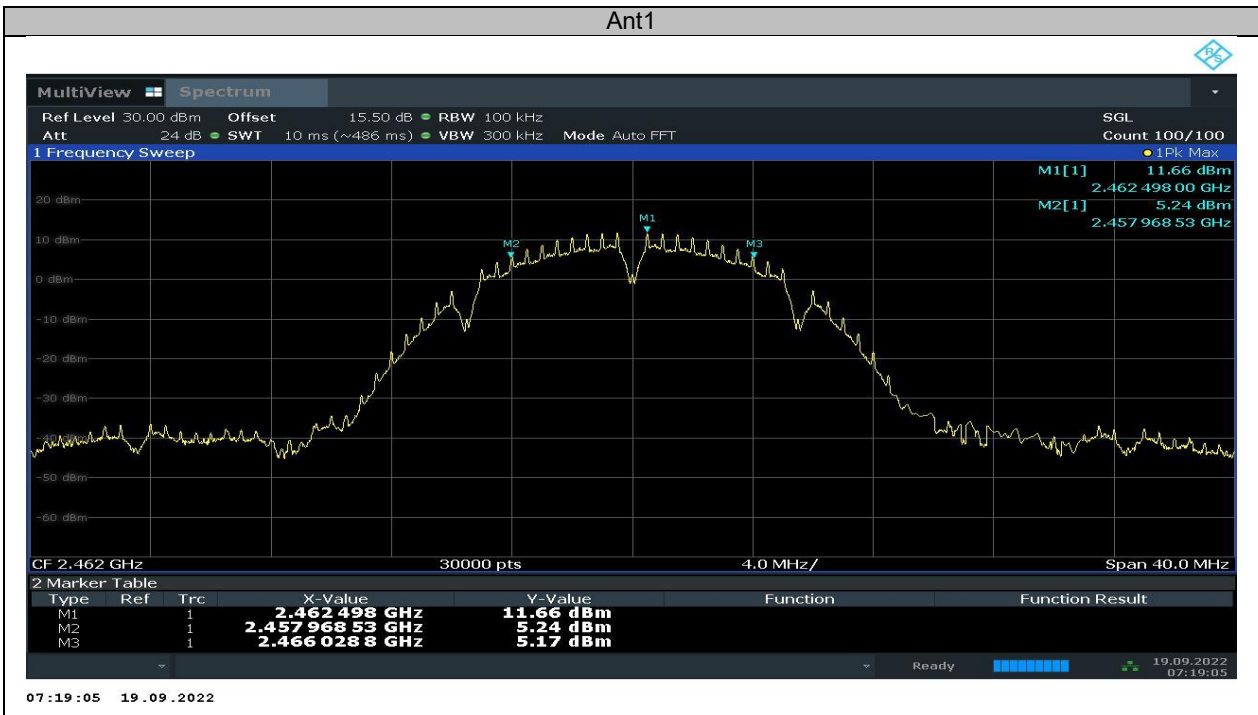 Ant1
R/S
MultiView Spectrum
Ref Level 30.00 dBm Offset 15.50 dB RBW 100 kHz SGL
Att 24 dB SWT 10 ms (~486 ms) VBW 300 kHz Mode Auto FFT Count 100/100
1 Frequency Sweep 1Pk Max
M1[1] 11.66 dBm
2.462 498 00 GHz
20 dBm M2[1] 5.24 dBm
2.457 968 53 GHz
M1
10 dBm M2 M3
0 dBm
-10 dBm
-20 dBm
-30 dBm
-40 dBm
-50 dBm
-60 dBm
CF 2.462 GHz 30000 pts 4.0 MHz/ Span 40.0 MHz
2 Marker Table
Type Ref Trc X-Value Y-Value Function Function Result
M1 1 2.462 498 GHz 11.66 dBm
M2 1 2.457 968 53 GHz 5.24 dBm
M3 1 2.466 028 8 GHz 5.17 dBm
Ready 19.09.2022
07:19:05
07:19:05 19.09.2022